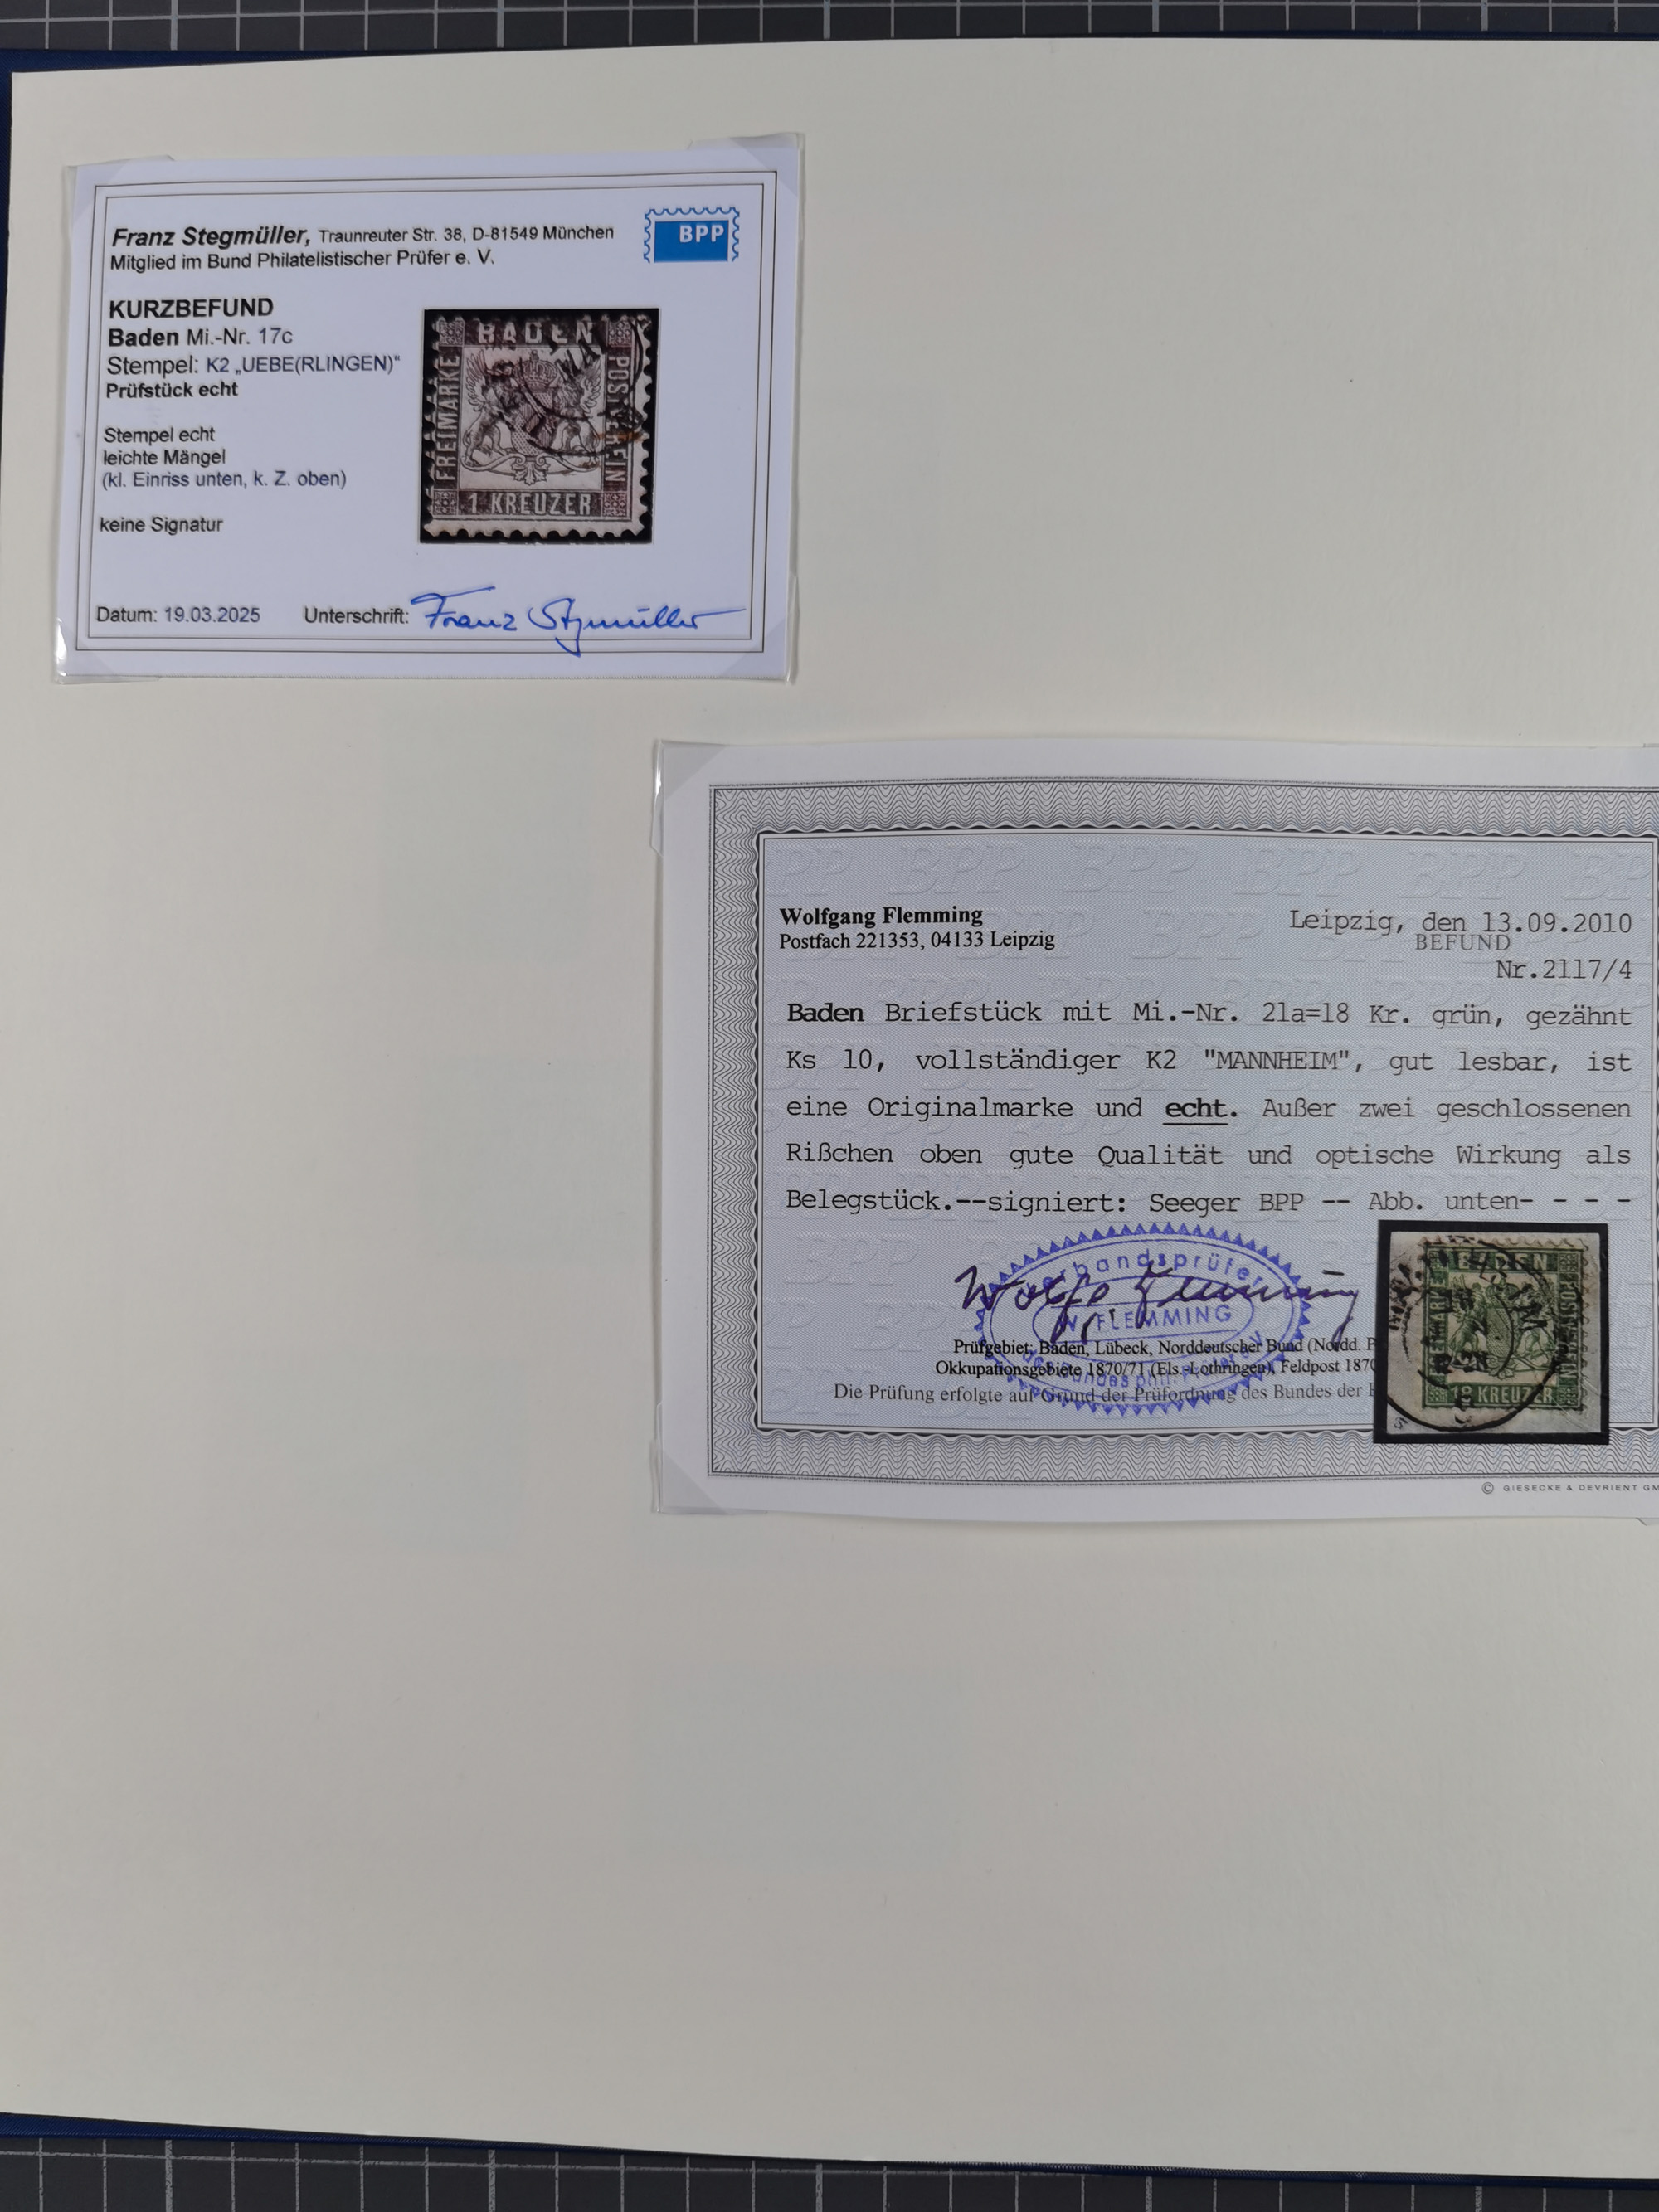 Franz Stegmüller, Traunreuter Str. 38, D-81549 München
Mitglied im Bund Philatelistischer Prüfer e. V.
BPP
KURZBEFUND
Baden Mi.-Nr. 17c
Stempel: K2 „UEBE(RLINGEN)"
Prüfstück echt
Stempel echt
leichte Mängel
(kl. Einriss unten, k. Z. oben)
keine Signatur
Datum: 19.03.2025 Unterschrift: Franz Stegmüller
BADEN
FREIMARKE
POSTVEREIN
1 KREUZER
Wolfgang Flemming
Postfach 221353, 04133 Leipzig
Leipzig, den 13.09.2010
BEFUND
Nr.2117/4
Baden Briefstück mit Mi.-Nr. 21a=18 Kr. grün, gezähnt
Ks 10, vollständiger K2 "MANNHEIM", gut lesbar, ist
eine Originalmarke und echt. Außer zwei geschlossenen
Rißchen oben gute Qualität und optische Wirkung als
Belegstück.--signiert: Seeger BPP -- Abb. unten- - - -
Verbandsprüfer
W. FLEMMING
Wolfg. Flemming
Prüfgebiet: Baden, Lübeck, Norddeutscher Bund (Nordd. P
Okkupationsgebiete 1870/71 (Els.-Lothringen), Feldpost 187
Die Prüfung erfolgte auf Grund der Prüfordnung des Bundes der
18 KREUZER
© GIESECKE & DEVRIENT GM